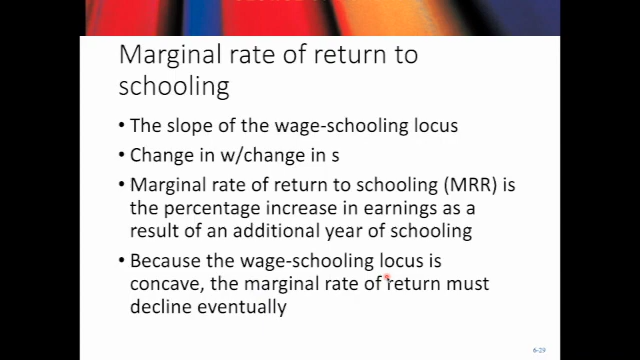 Marginal rate of return to
schooling
• The slope of the wage-schooling locus
• Change in w/change in s
• Marginal rate of return to schooling (MRR) is
the percentage increase in earnings as a
result of an additional year of schooling
• Because the wage-schooling locus is
concave, the marginal rate of return must
decline eventually
6-29